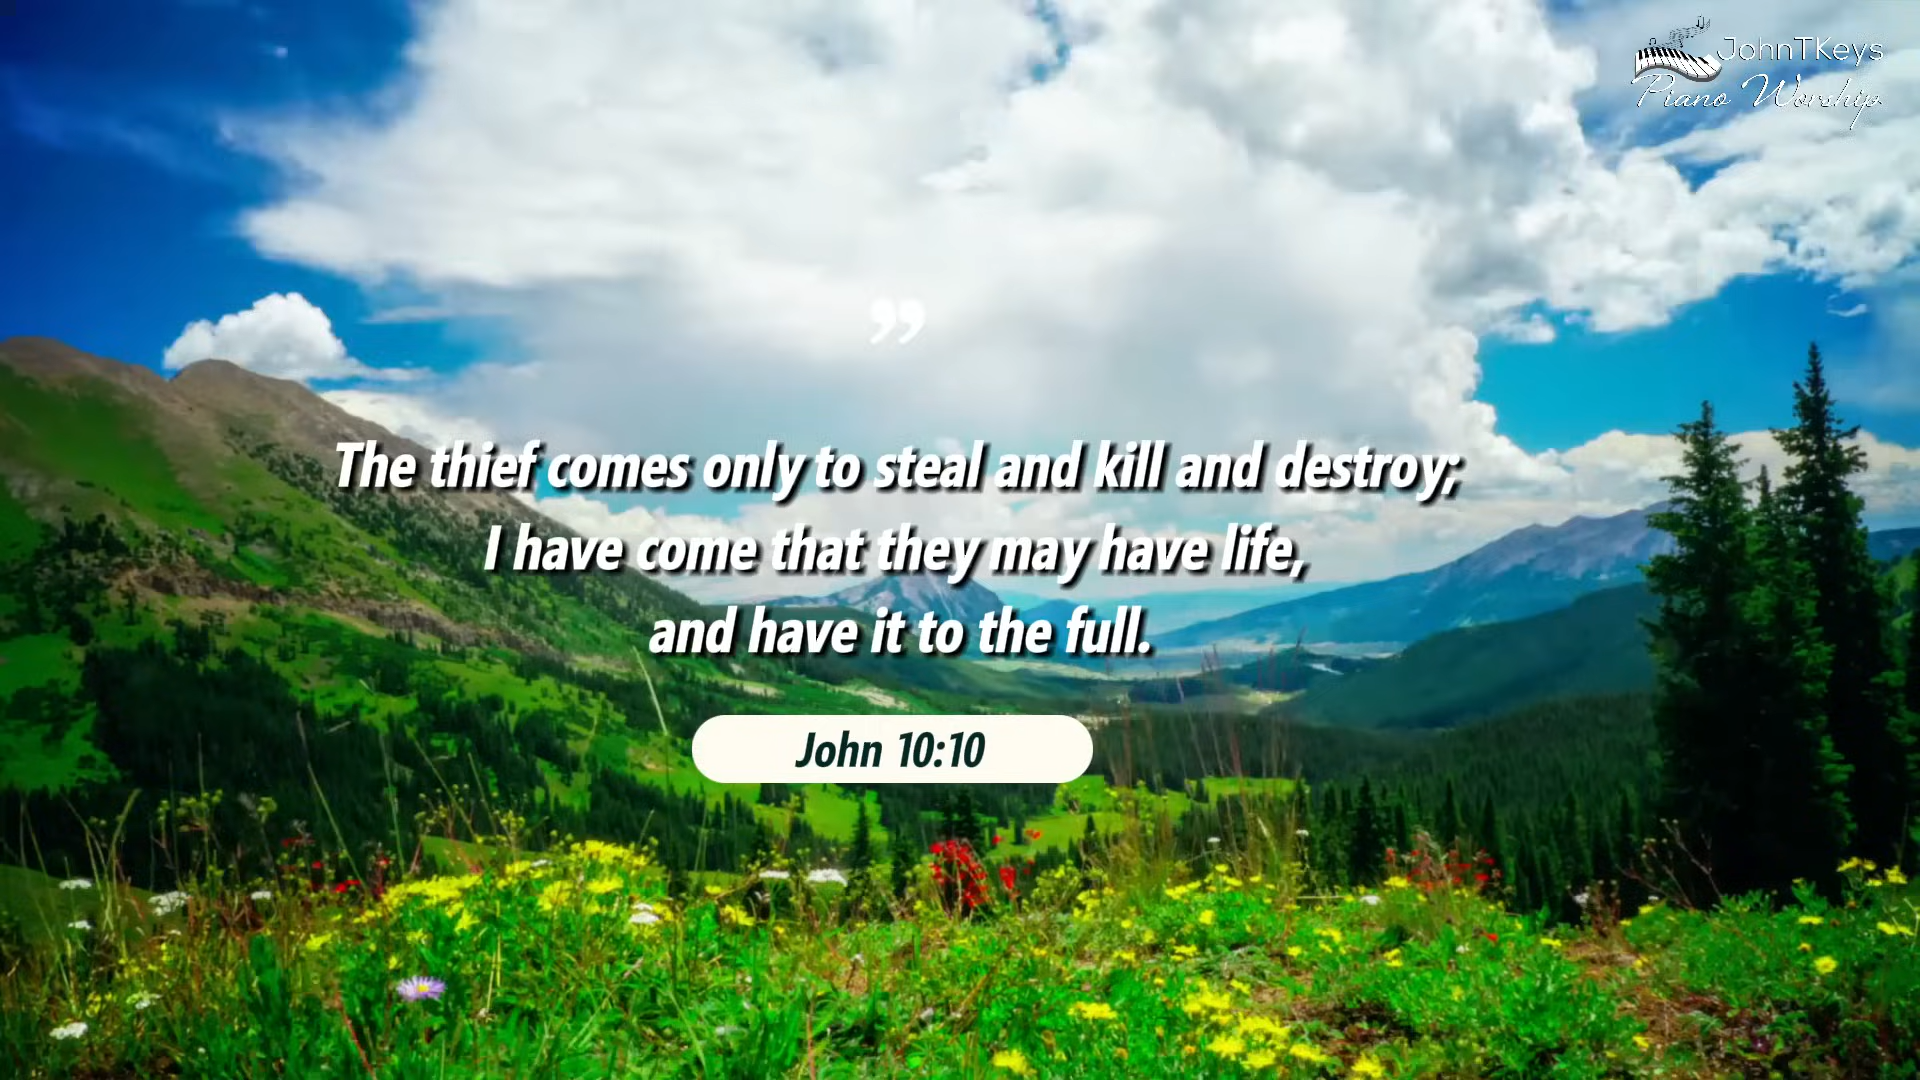 JohnTKeys
Piano Worship
”
The thief comes only to steal and kill and destroy;
I have come that they may have life,
and have it to the full.
John 10:10